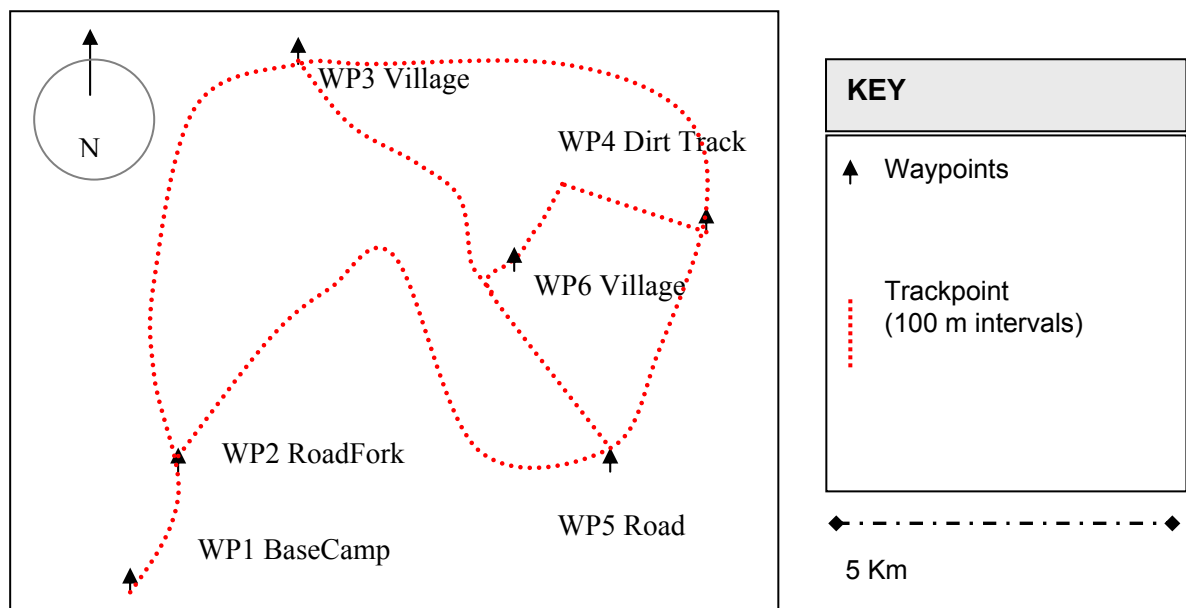 N
WP3 Village
WP4 Dirt Track
WP6 Village
WP2 RoadFork
WP5 Road
WP1 BaseCamp
KEY
Waypoints
Trackpoint
(100 m intervals)
5 Km